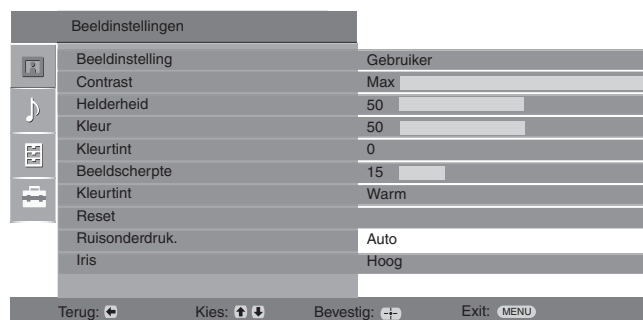 Beeldinstellingen
Beeldinstelling Gebruiker
Contrast Max
Helderheid 50
Kleur 50
Kleurtint 0
Beeldscherpte 15
Kleurtint Warm
Reset
Ruisonderdruk. Auto
Iris Hoog
Terug: Kies: Bevestig: Exit: MENU